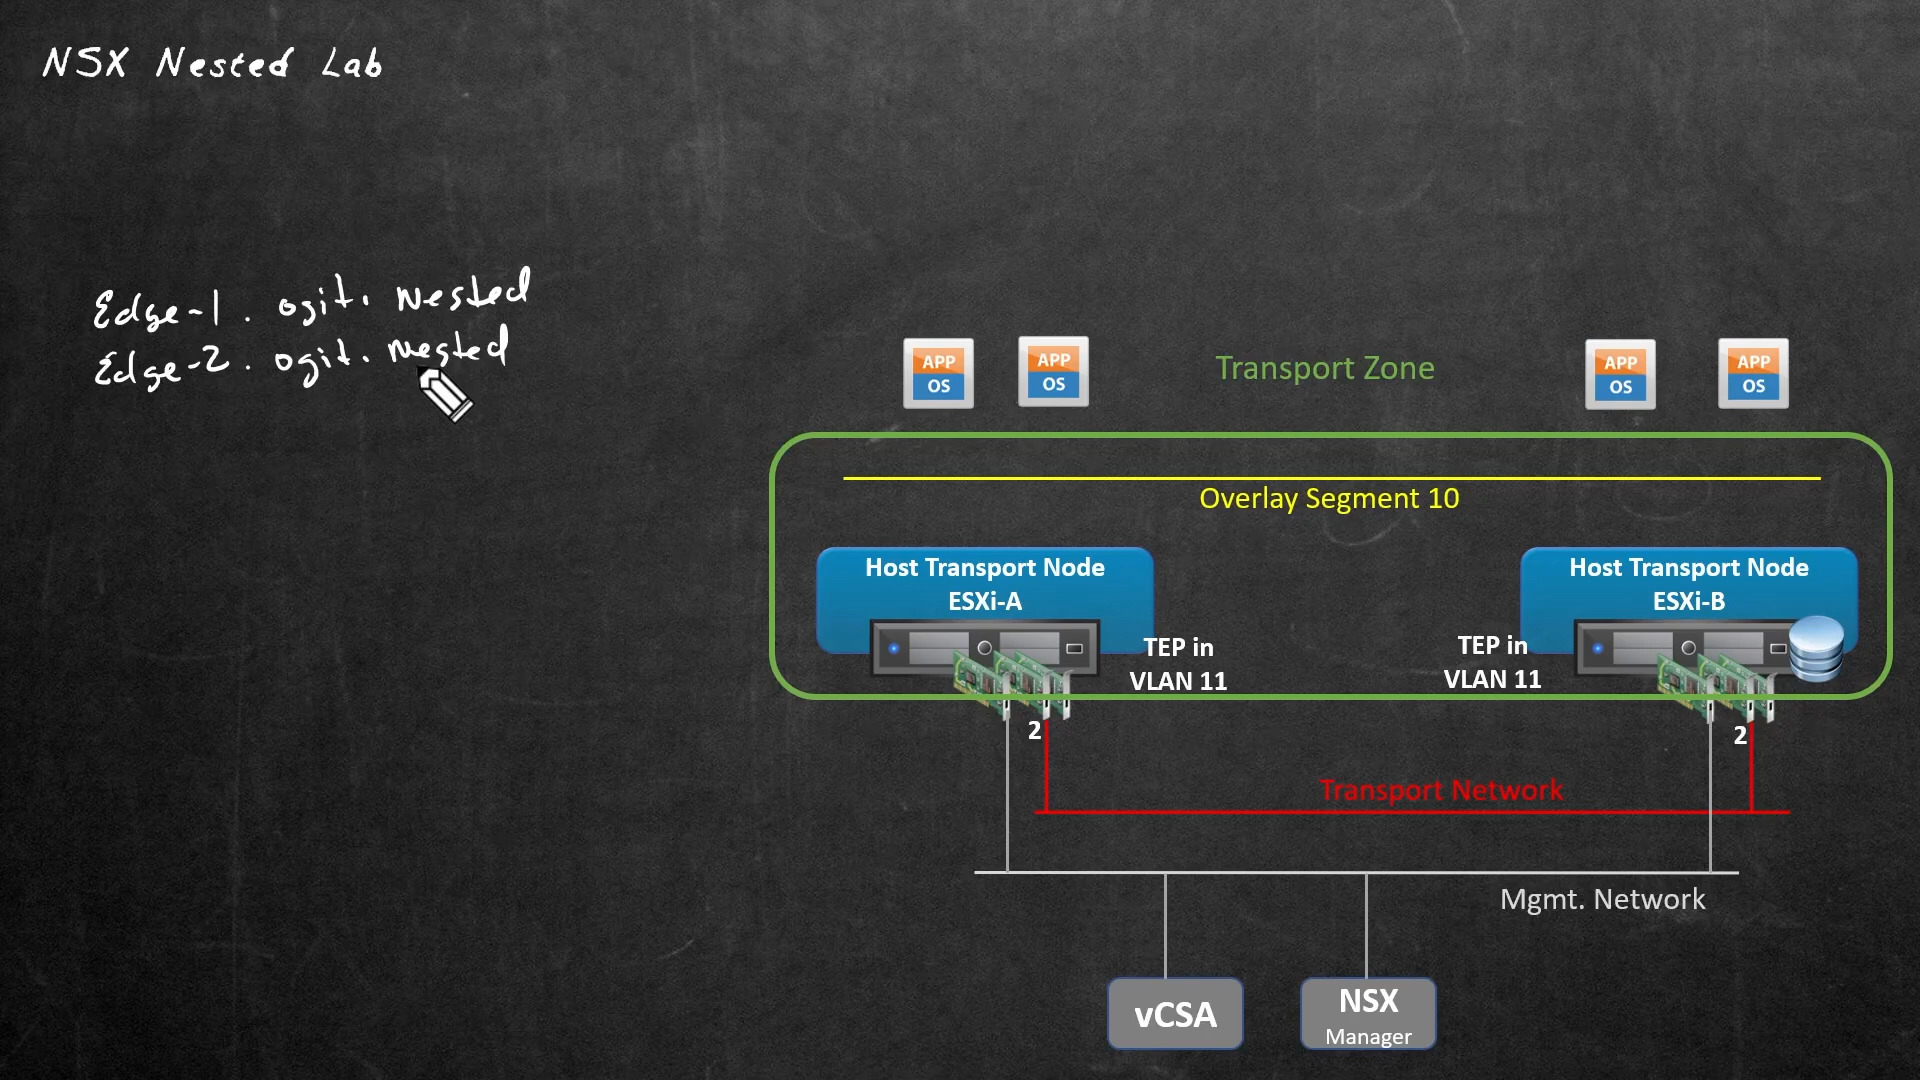 NSX Nested Lab
Edge-1. ogit. Nested
Edge-2. ogit. Nested
APP
OS
APP
OS
Transport Zone
APP
OS
APP
OS
Overlay Segment 10
Host Transport Node
ESXi-A
Host Transport Node
ESXi-B
TEP in
VLAN 11
TEP in
VLAN 11
2
2
Transport Network
Mgmt. Network
vCSA
NSX
Manager